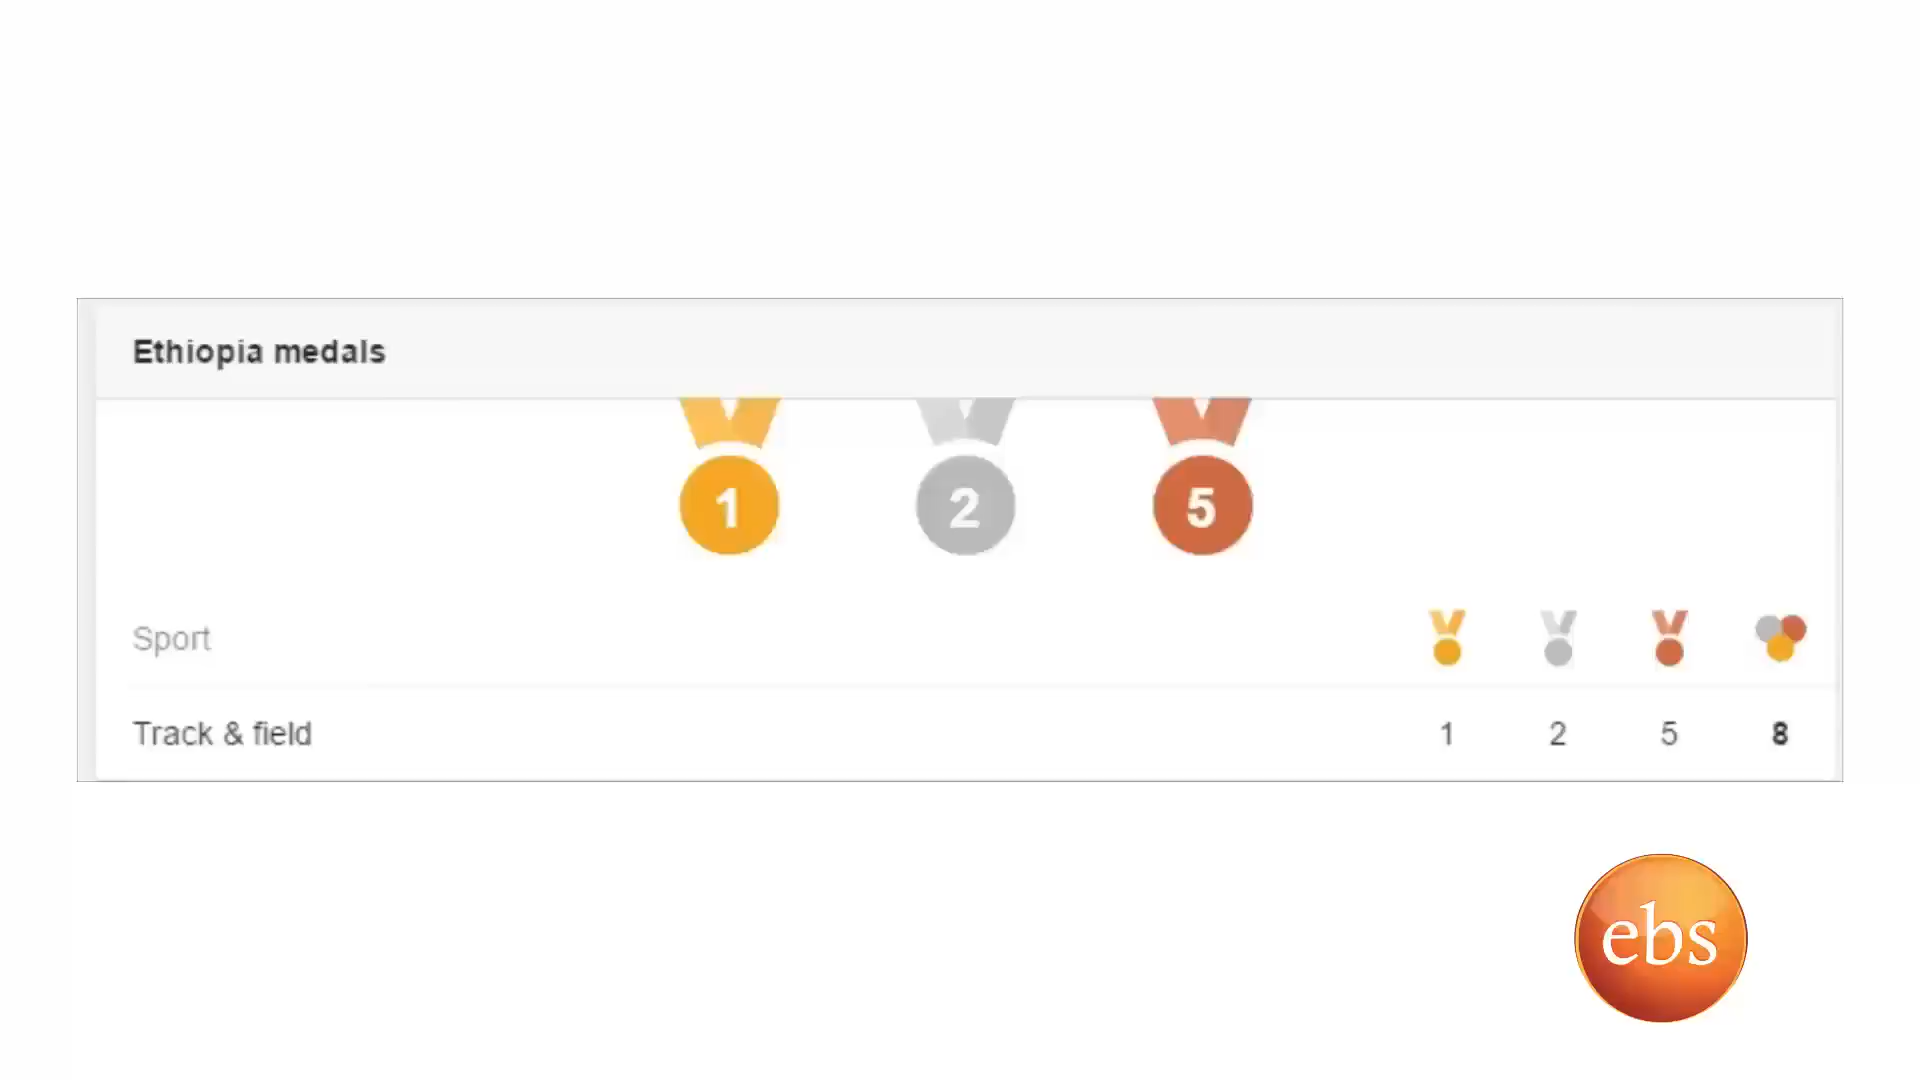 Ethiopia medals
1 2 5
Sport
Track & field 1 2 5 8
ebs